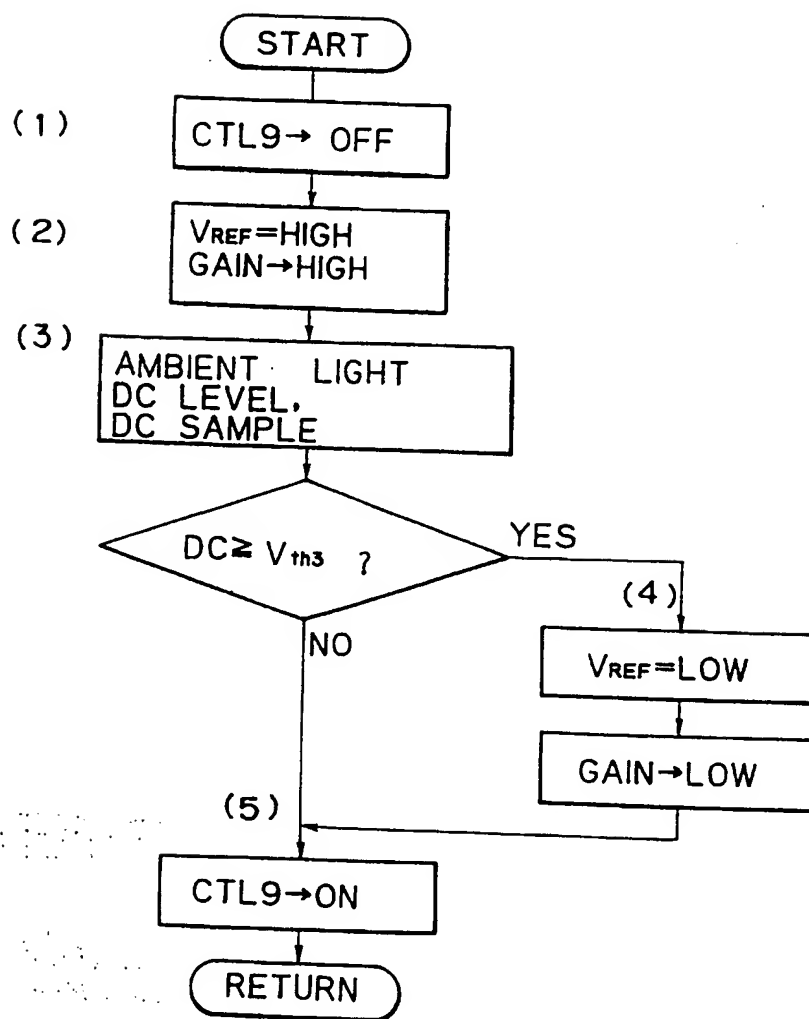 START
(1)
CTL9→ OFF
(2)
VREF=HIGH
GAIN→HIGH
(3)
AMBIENT LIGHT
DC LEVEL,
DC SAMPLE
DC≧ Vth3 ?
YES
(4)
NO
VREF=LOW
GAIN→LOW
(5)
CTL9→ON
RETURN